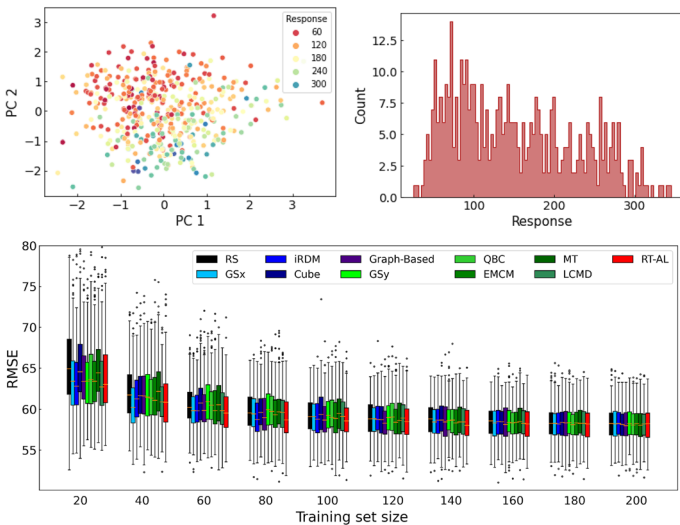 Response
60
120
180
240
300
3
2
1
0
−1
−2
PC 2
−2 −1 0 1 2 3
PC 1
12.5
10.0
7.5
5.0
2.5
0.0
Count
100 200 300
Response
80
75
70
65
60
55
RMSE
RS iRDM Graph-Based QBC MT RT-AL
GSx Cube GSy EMCM LCMD
20 40 60 80 100 120 140 160 180 200
Training set size